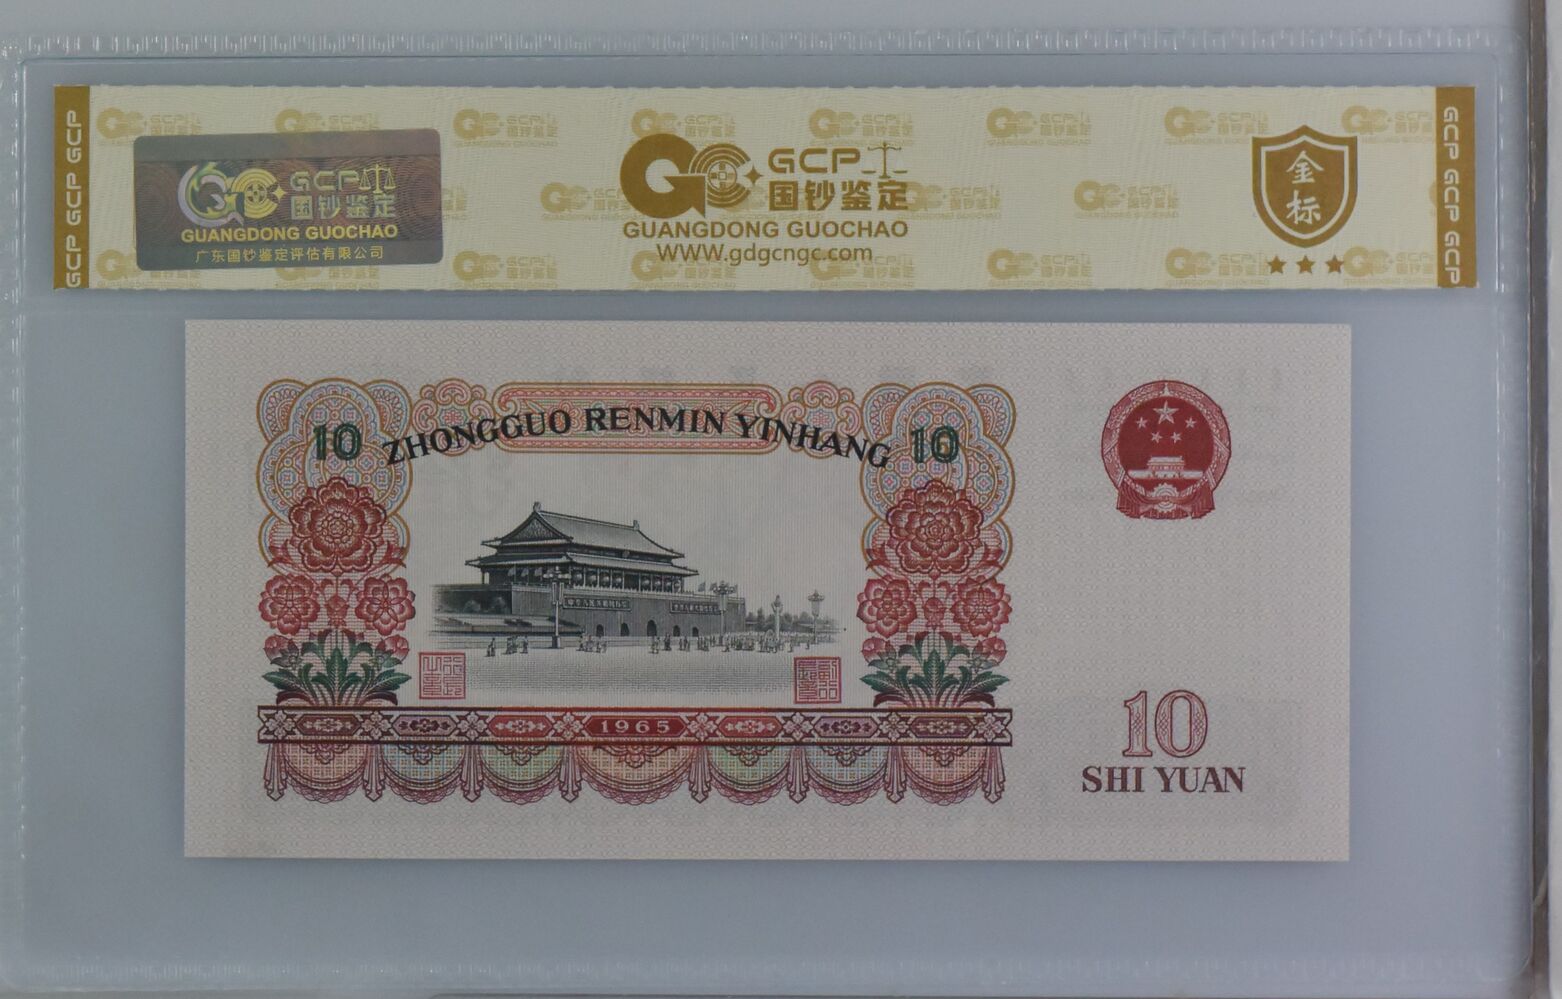 GCP GCP GCP
GCP
国钞鉴定
GUANGDONG GUOCHAO
广东国钞鉴定评估有限公司
GCP
国钞鉴定
GUANGDONG GUOCHAO
WWW.gdgcngc.com
金标
GCP GCP GCP
ZHONGGUO RENMIN YINHANG
10
10
1965
10
SHI YUAN